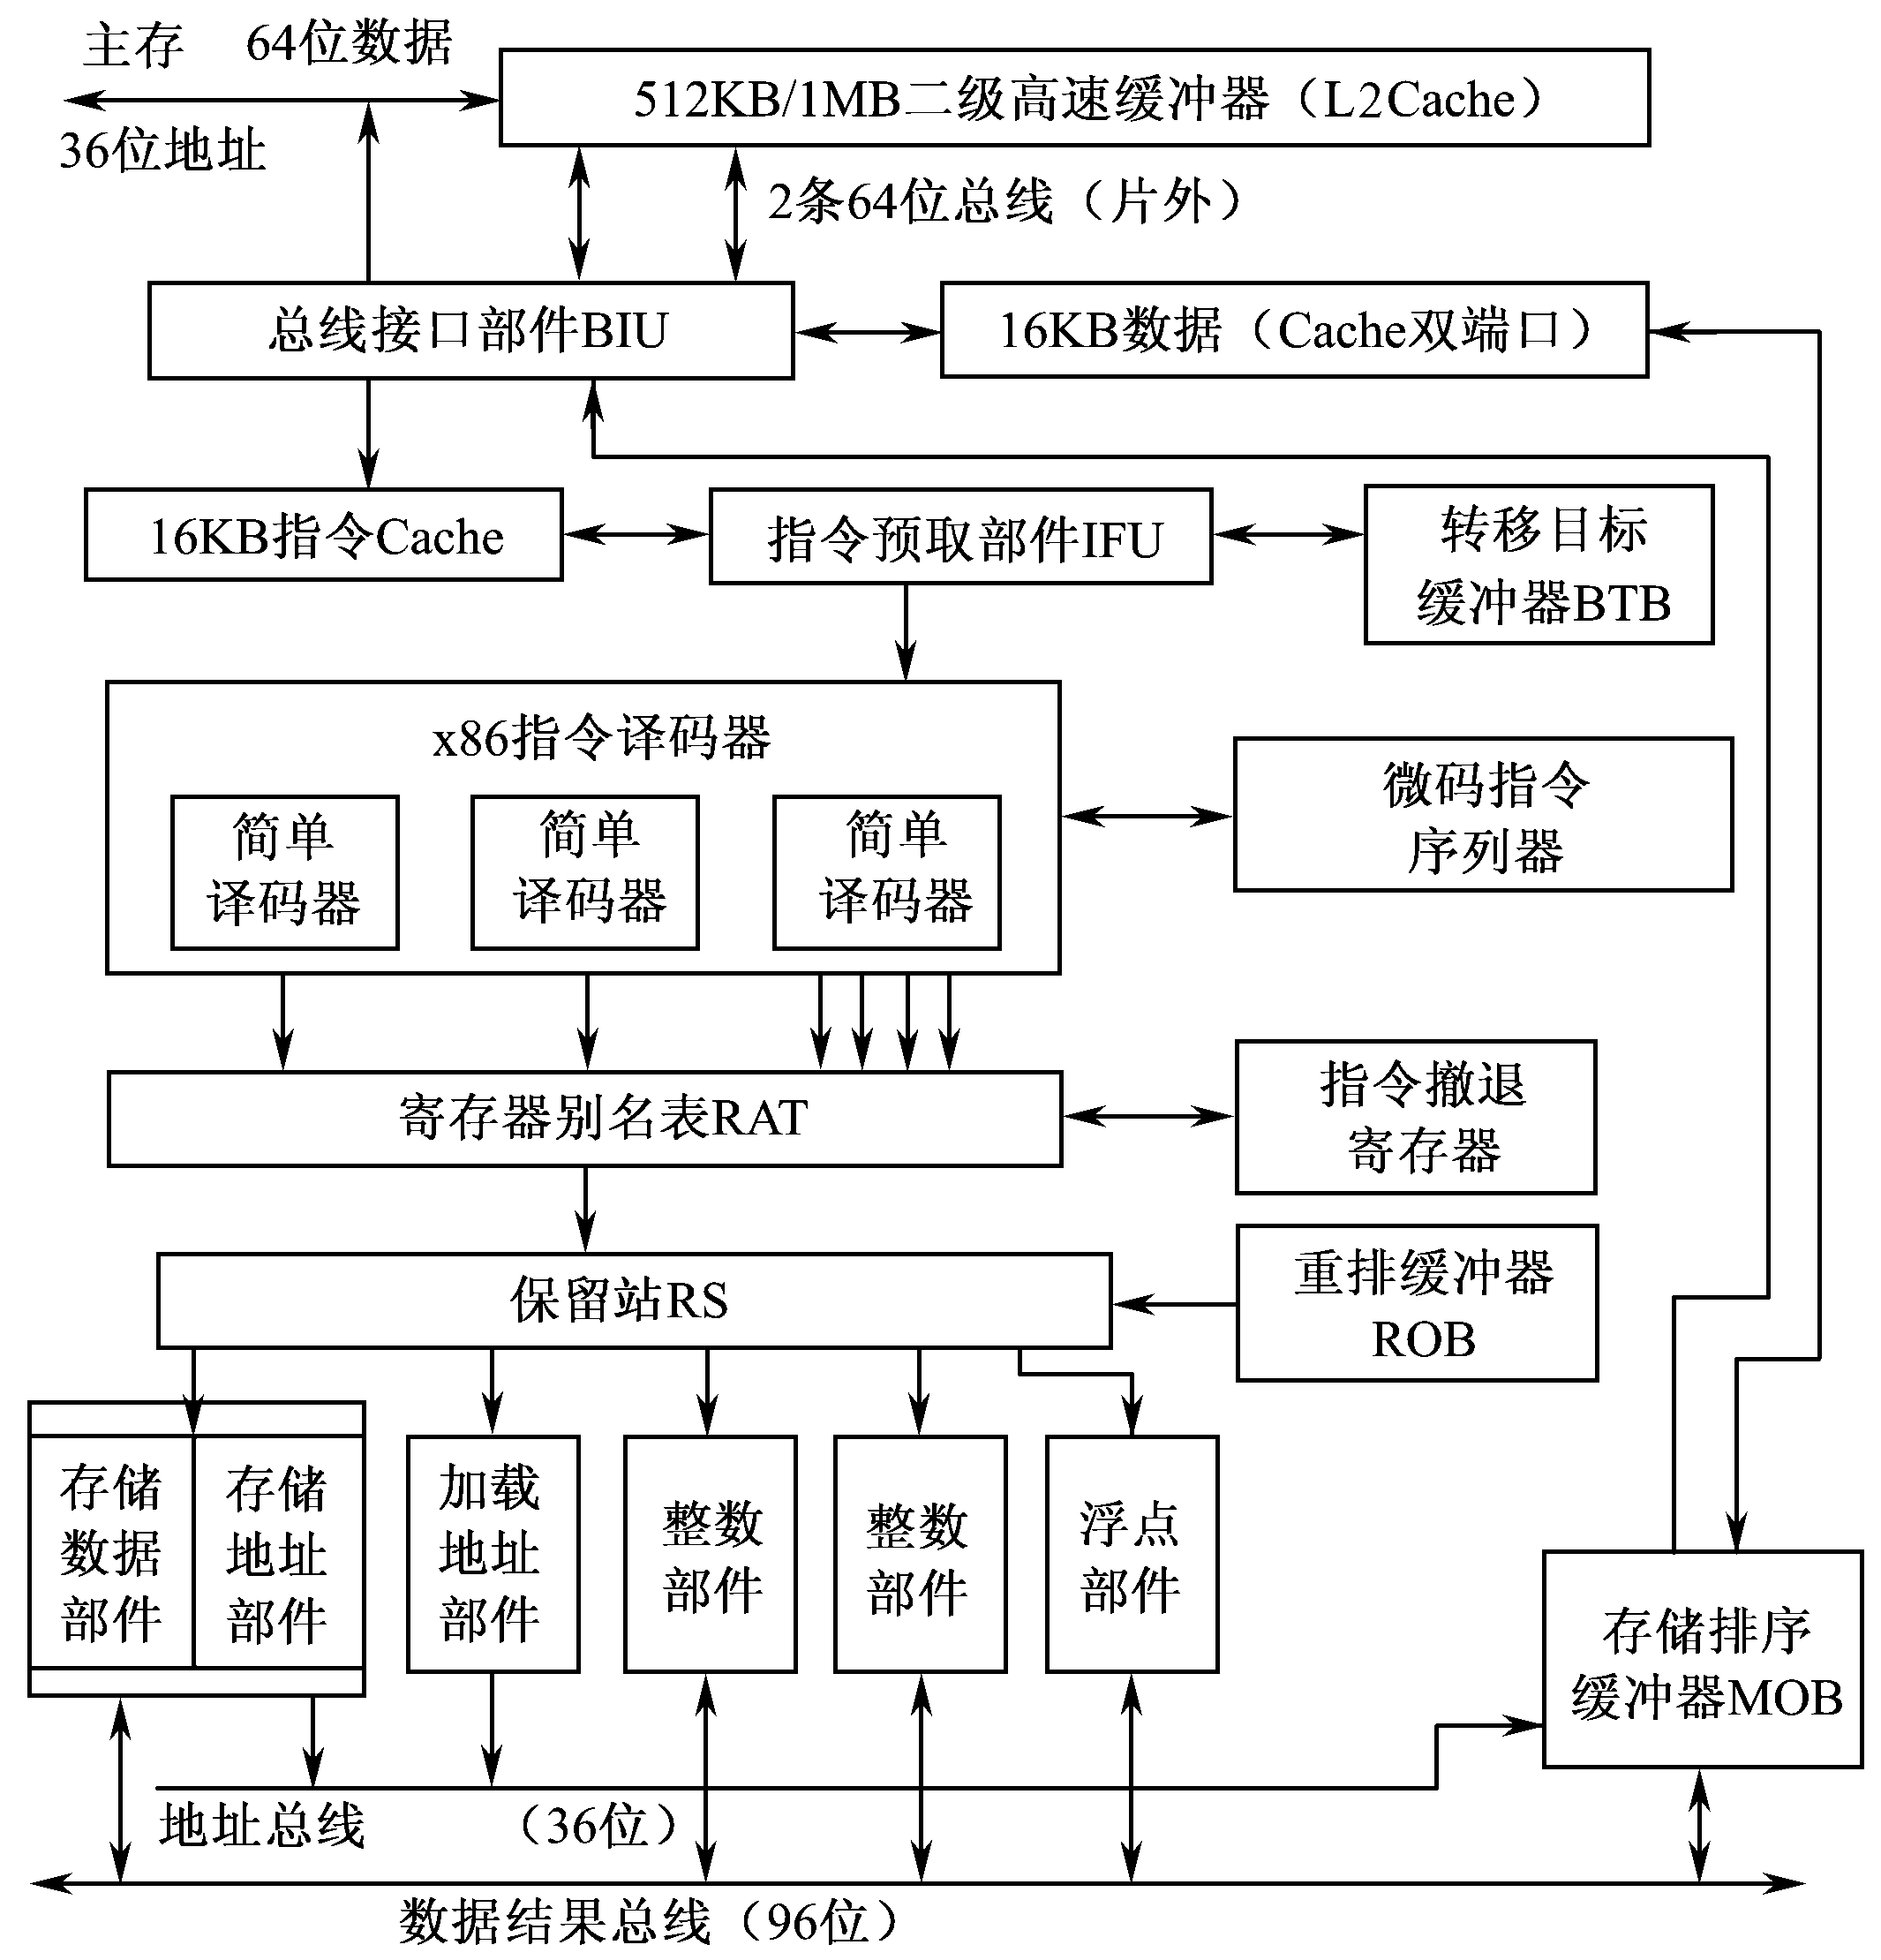 主存 64位数据
36位地址
512KB/1MB二级高速缓冲器（L2Cache）
2条64位总线（片外）
总线接口部件BIU
16KB数据（Cache双端口）
16KB指令Cache
指令预取部件IFU
转移目标
缓冲器BTB
x86指令译码器
简单
译码器
简单
译码器
简单
译码器
微码指令
序列器
寄存器别名表RAT
指令撤退
寄存器
保留站RS
重排缓冲器
ROB
存储
数据
部件
存储
地址
部件
加载
地址
部件
整数
部件
整数
部件
浮点
部件
存储排序
缓冲器MOB
地址总线 （36位）
数据结果总线（96位）